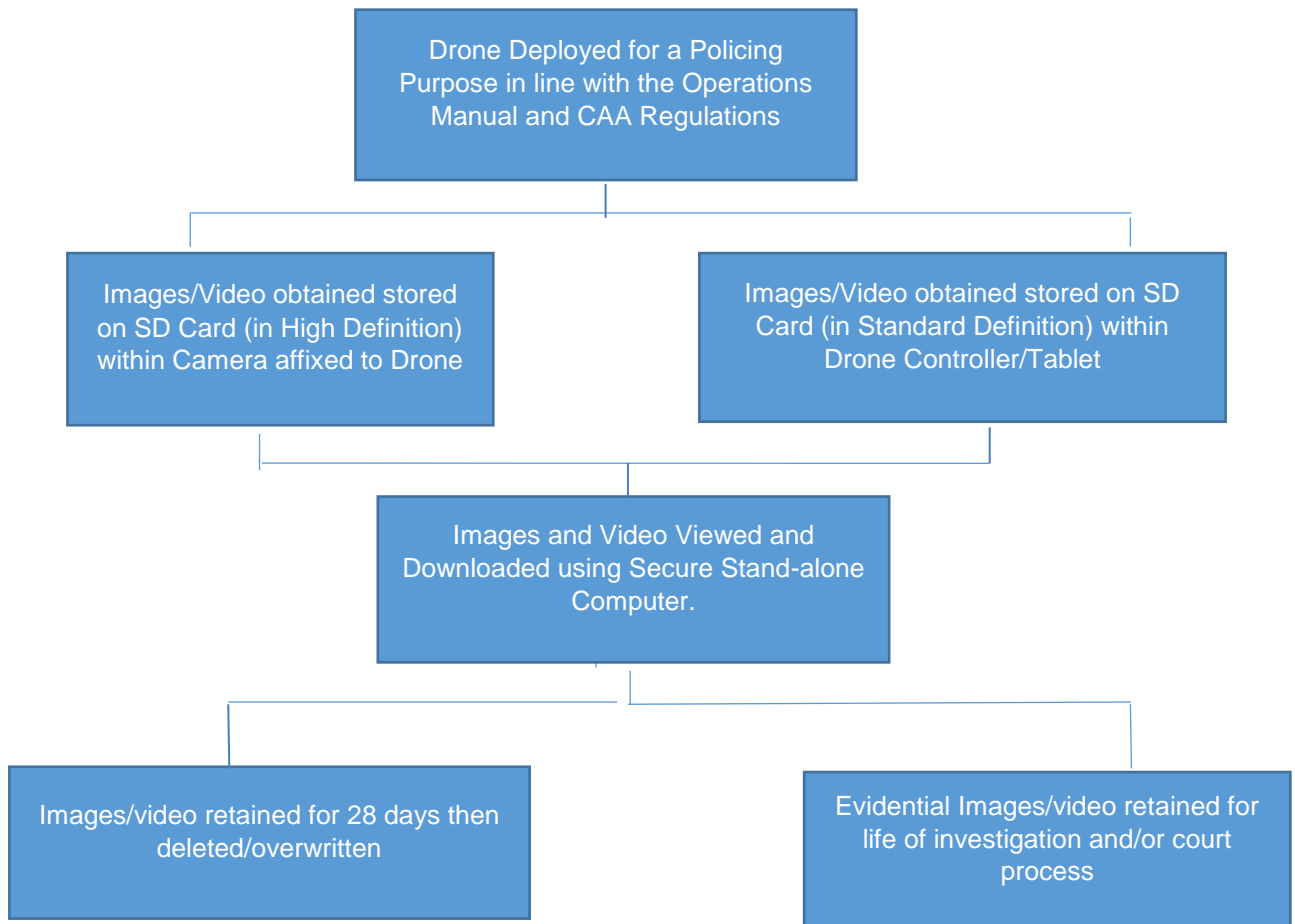 Drone Deployed for a Policing
Purpose in line with the Operations
Manual and CAA Regulations
Images/Video obtained stored
on SD Card (in High Definition)
within Camera affixed to Drone
Images/Video obtained stored on SD
Card (in Standard Definition) within
Drone Controller/Tablet
Images and Video Viewed and
Downloaded using Secure Stand-alone
Computer.
Images/video retained for 28 days then
deleted/overwritten
Evidential Images/video retained for
life of investigation and/or court
process